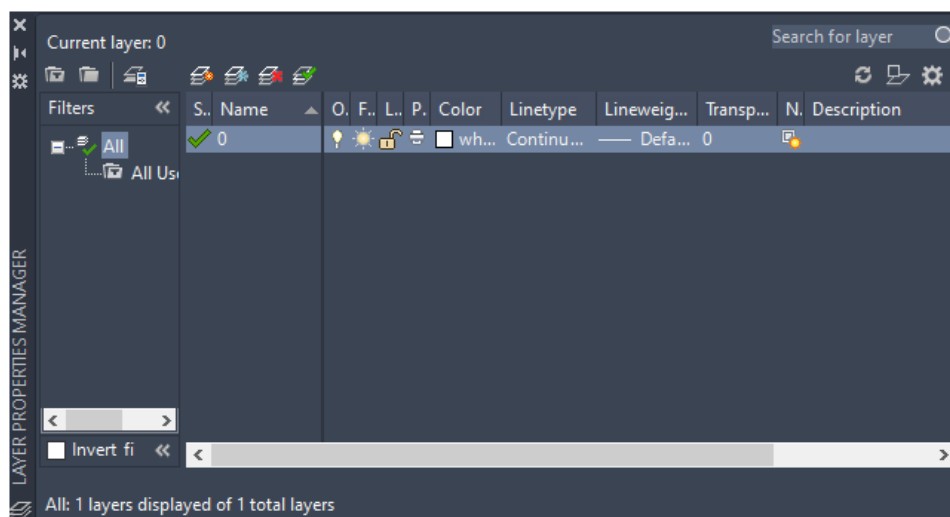 Current layer: 0
Search for layer
Filters
S.. Name O. F.. L.. P. Color Linetype Lineweig... Transp... N. Description
All
0 wh... Continu... Defa... 0
All Use
Invert fi
All: 1 layers displayed of 1 total layers
LAYER PROPERTIES MANAGER